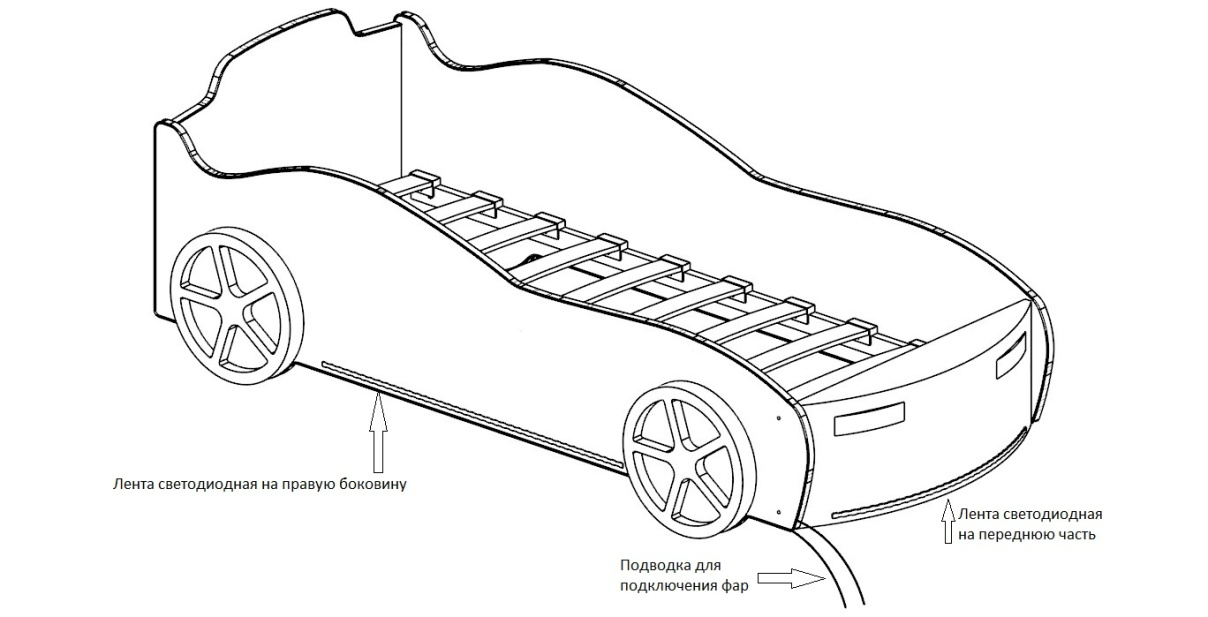 Лента светодиодная на правую боковину
Лента светодиодная
на переднюю часть
Подводка для
подключения фар